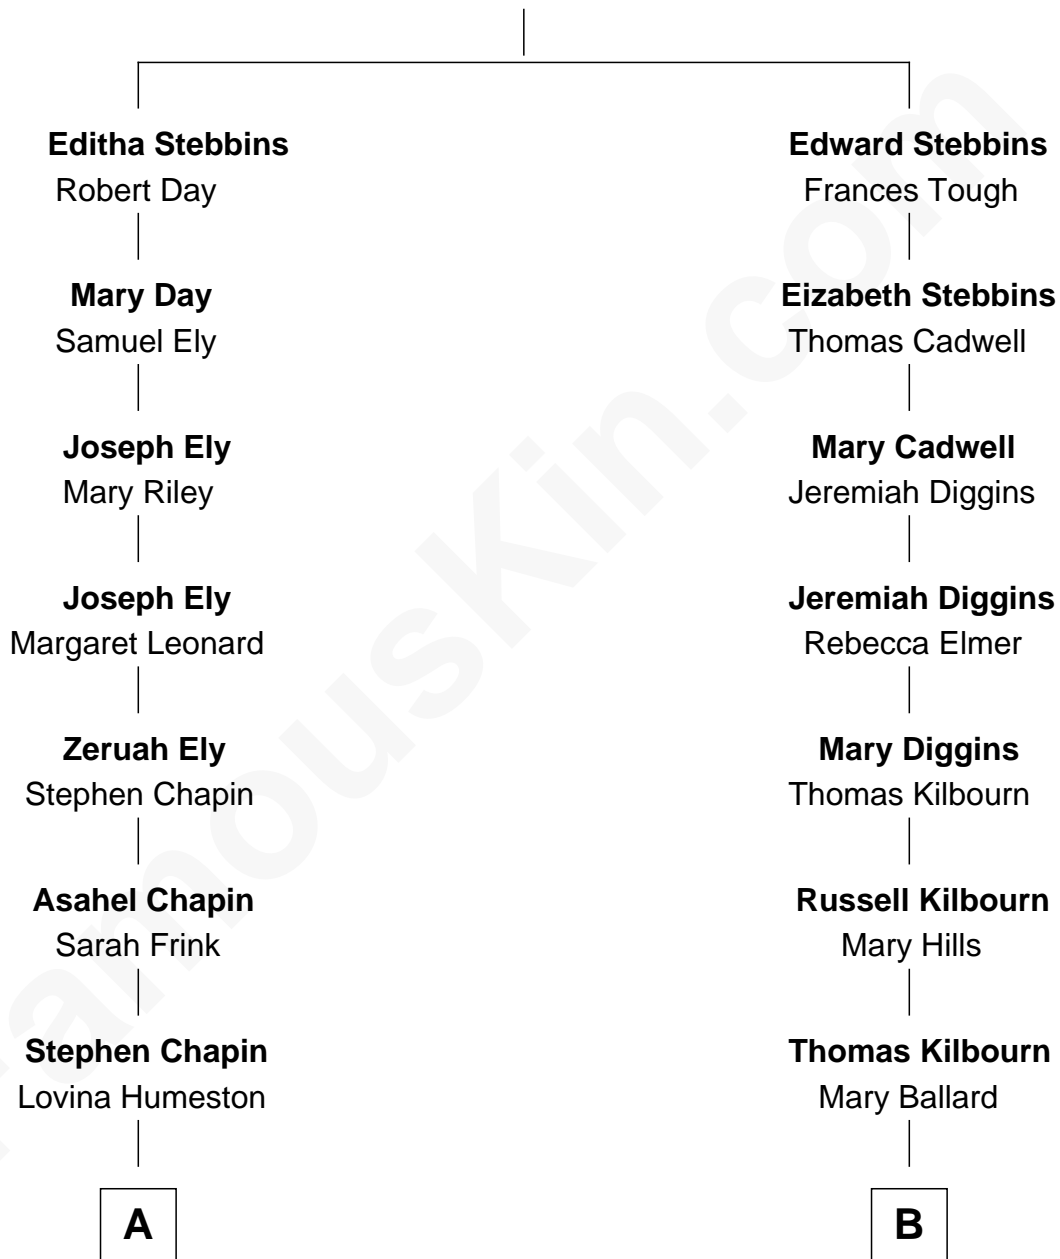 Editha Stebbins
Robert Day
Mary Day
Samuel Ely
Joseph Ely
Mary Riley
Joseph Ely
Margaret Leonard
Zeruah Ely
Stephen Chapin
Asahel Chapin
Sarah Frink
Stephen Chapin
Lovina Humeston
A
Edward Stebbins
Frances Tough
Eizabeth Stebbins
Thomas Cadwell
Mary Cadwell
Jeremiah Diggins
Jeremiah Diggins
Rebecca Elmer
Mary Diggins
Thomas Kilbourn
Russell Kilbourn
Mary Hills
Thomas Kilbourn
Mary Ballard
B
FamousKin.com